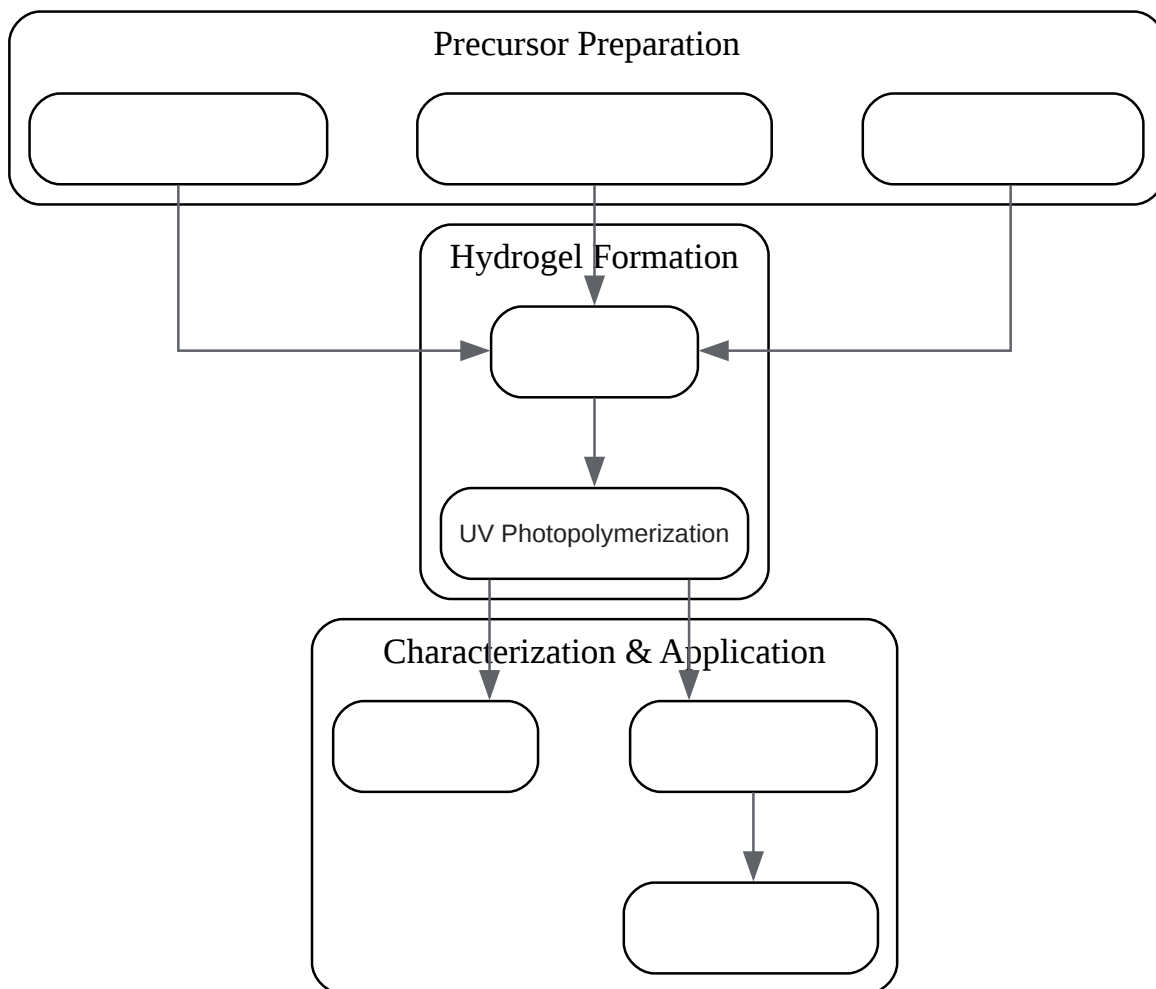 Precursor Preparation
Hydrogel Formation
UV Photopolymerization
Characterization & Application